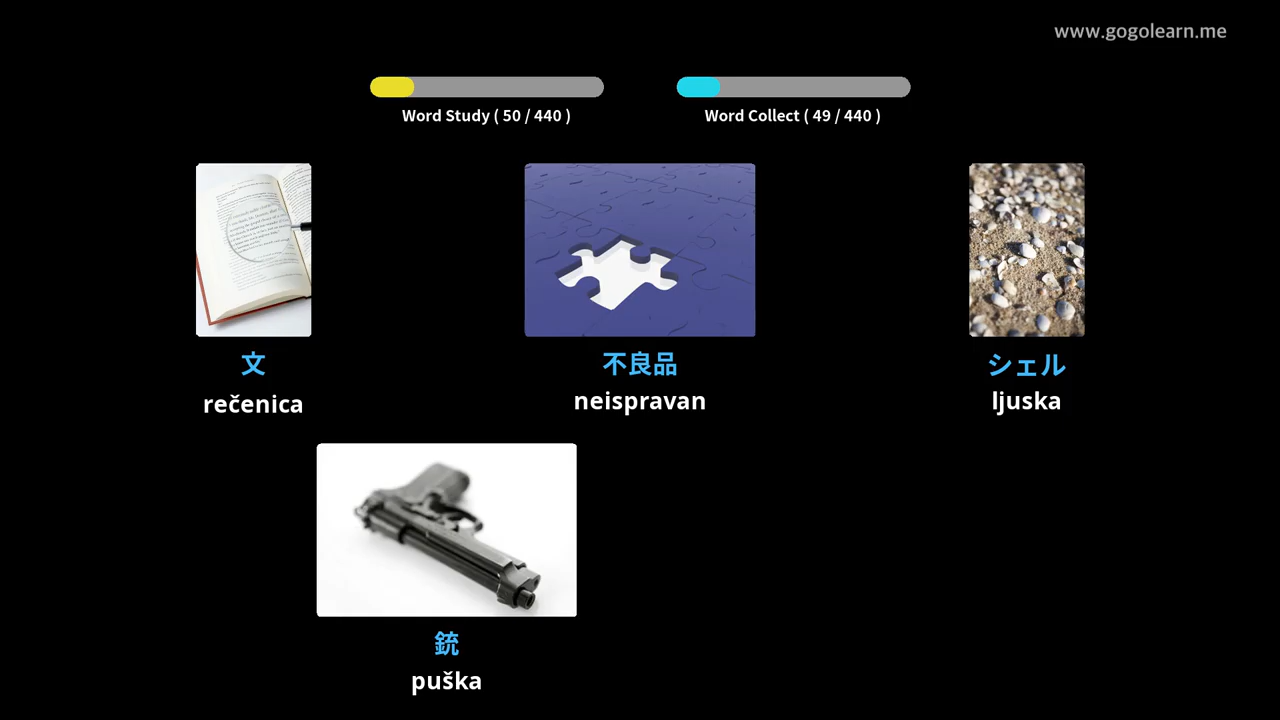 www.gogolearn.me
Word Study ( 50 / 440 )
Word Collect ( 49 / 440 )
文
rečenica
不良品
neispravan
シェル
ljuska
銃
puška